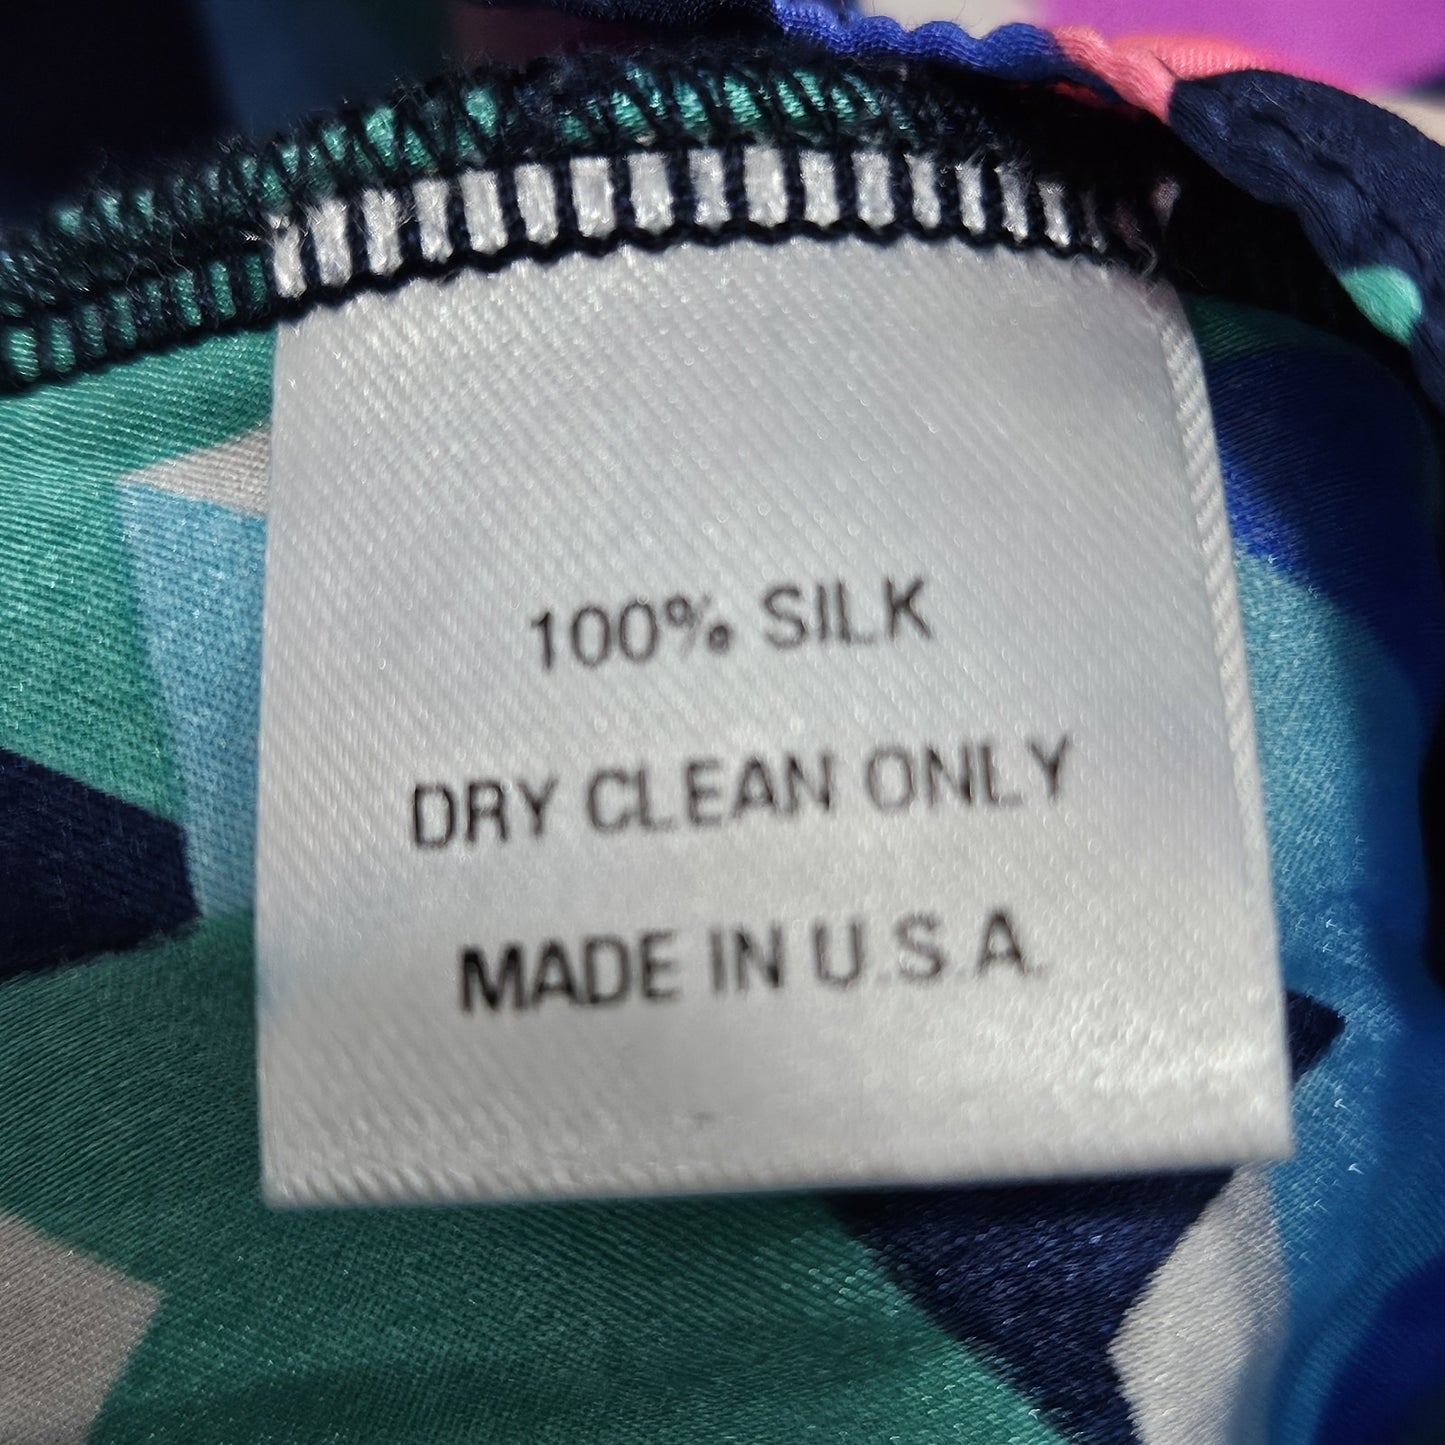 100% SILK
DRY CLEAN ONLY
MADE IN U.S.A.